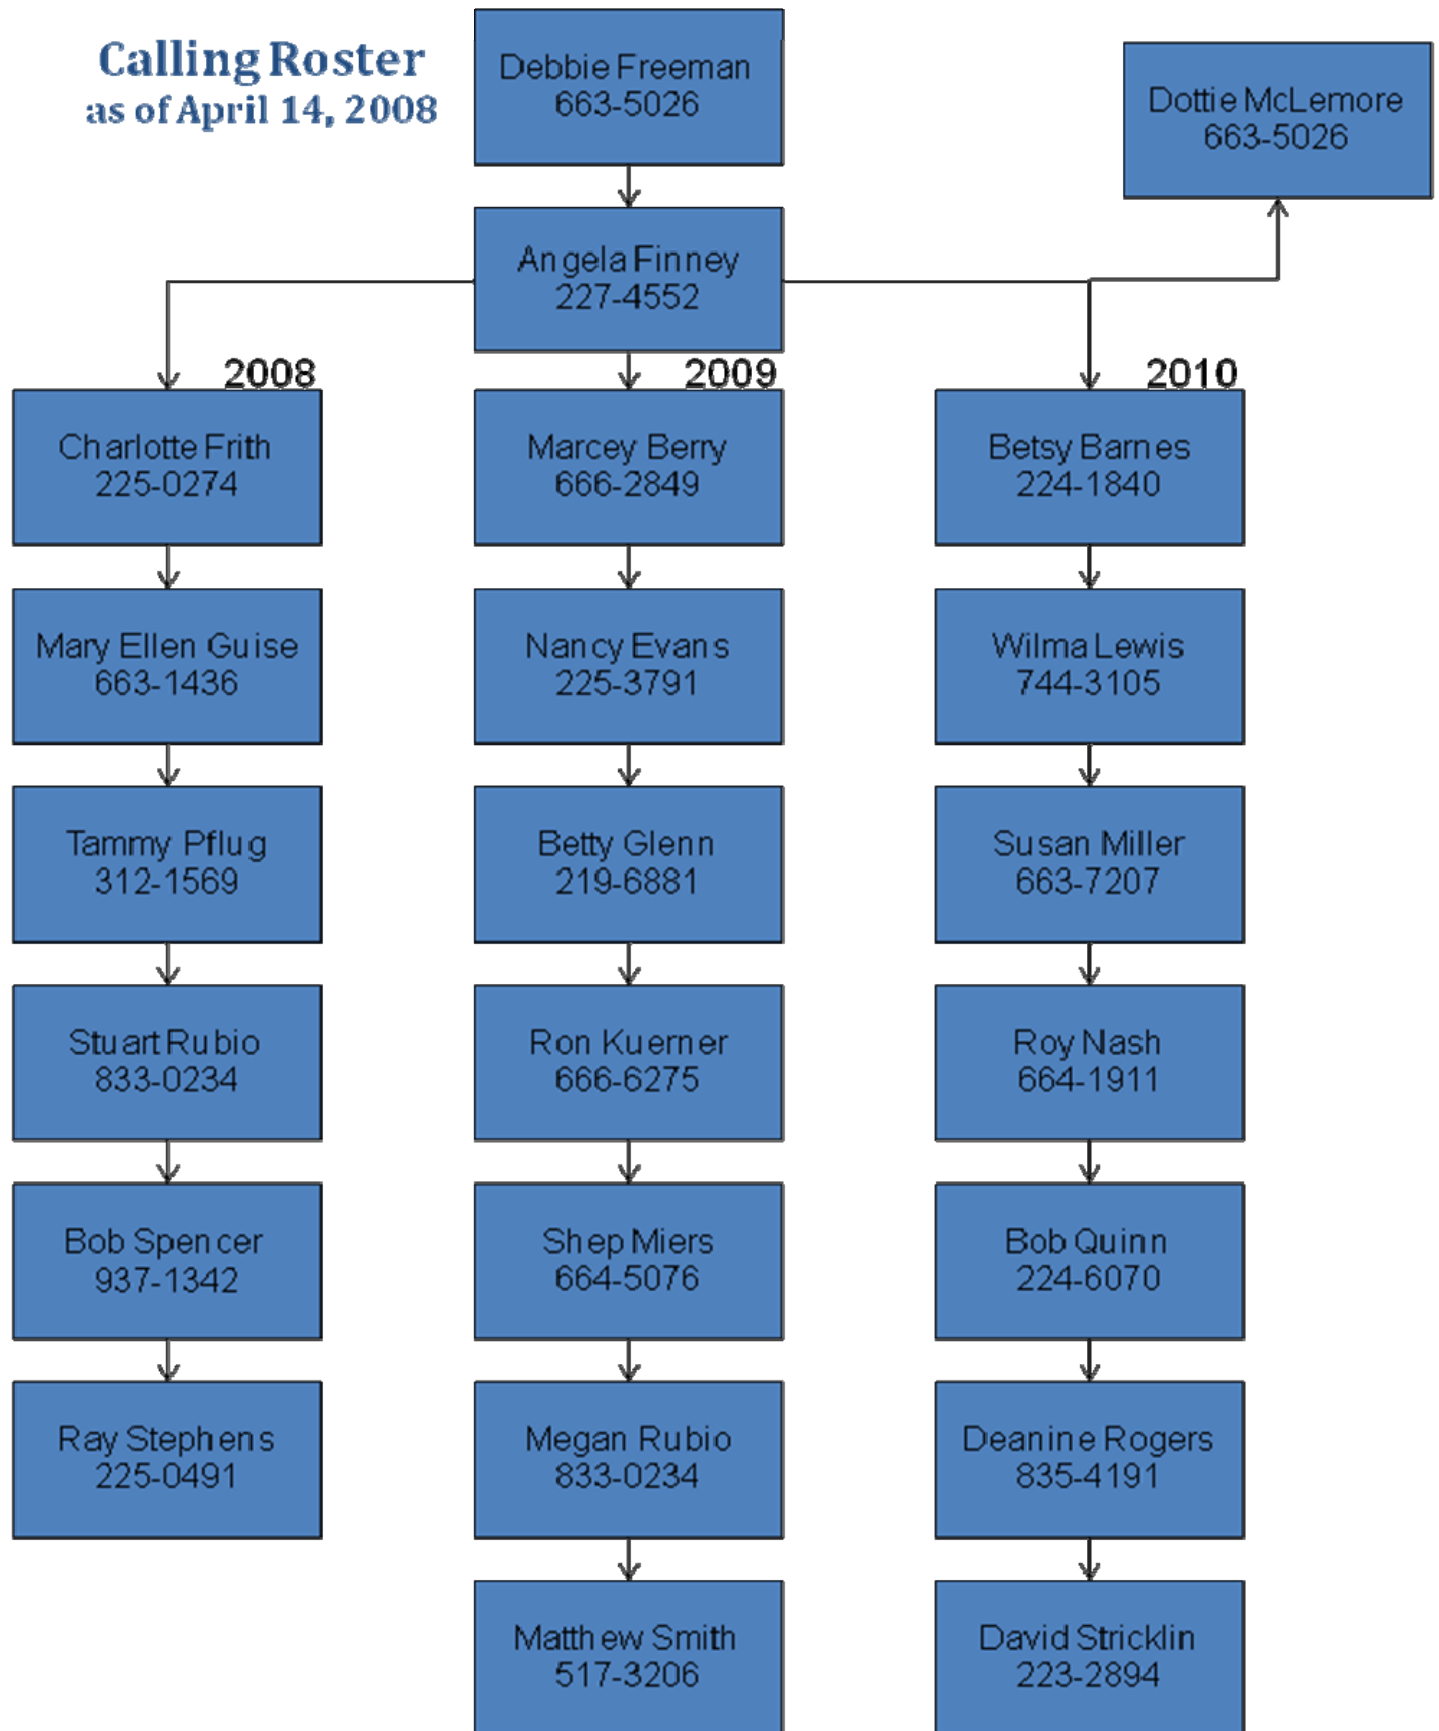 Calling Roster
as of April 14, 2008
Debbie Freeman
663-5026
Dottie McLemore
663-5026
Angela Finney
227-4552
2008
Charlotte Frith
225-0274
Mary Ellen Guise
663-1436
Tammy Pflug
312-1569
Stuart Rubio
833-0234
Bob Spencer
937-1342
Ray Stephens
225-0491
2009
Marcey Berry
666-2849
Nancy Evans
225-3791
Betty Glenn
219-6881
Ron Kuerner
666-6275
Shep Miers
664-5076
Megan Rubio
833-0234
Matthew Smith
517-3206
2010
Betsy Barnes
224-1840
Wilma Lewis
744-3105
Susan Miller
663-7207
Roy Nash
664-1911
Bob Quinn
224-6070
Deanine Rogers
835-4191
David Stricklin
223-2894